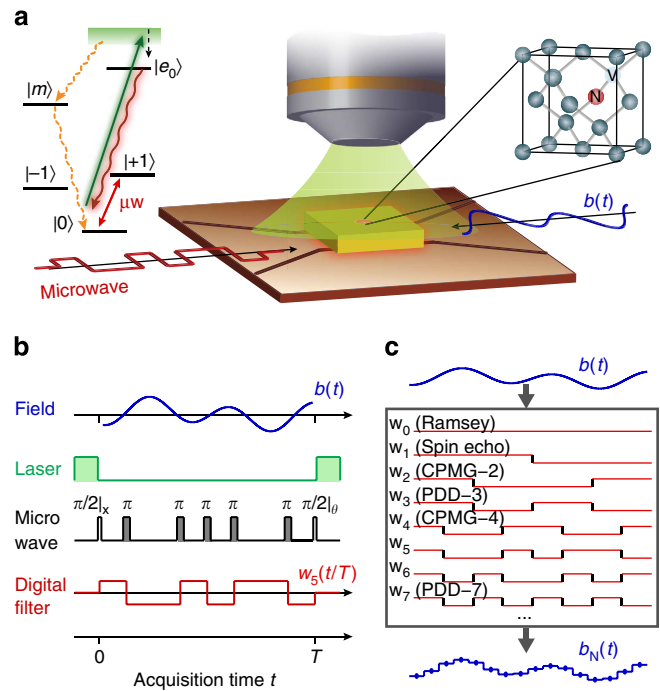 a
|e₀⟩
|m⟩
|−1⟩
|+1⟩
μw
|0⟩
V
N
b(t)
Microwave
b
Field
b(t)
Laser
π/2|x π π π π π π/2|θ
Micro
wave
w₅(t/T)
Digital
filter
0 T
Acquisition time t
c
b(t)
w₀ (Ramsey)
w₁ (Spin echo)
w₂ (CPMG−2)
w₃ (PDD−3)
w₄ (CPMG−4)
w₅
w₆
w₇ (PDD−7)
...
b_N(t)